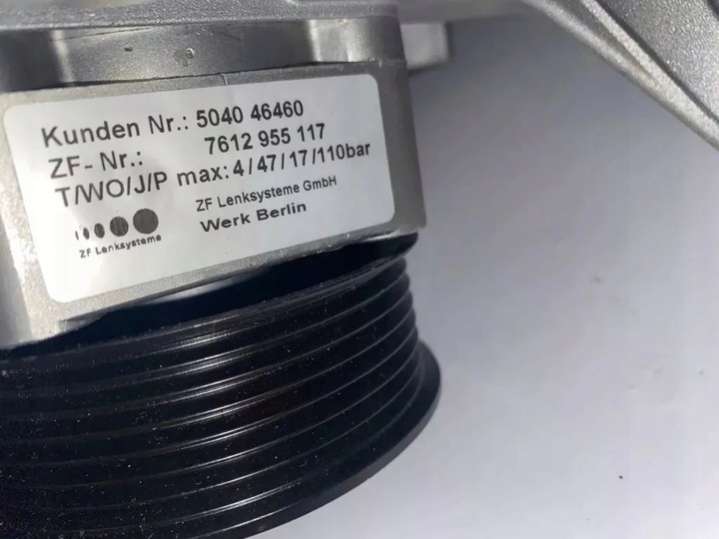 Kunden Nr.: 5040 46460
ZF- Nr.: 7612 955 117
T/WO/J/P max: 4/47/17/110bar
ZF Lenksysteme GmbH
Werk Berlin
ZF Lenksysteme